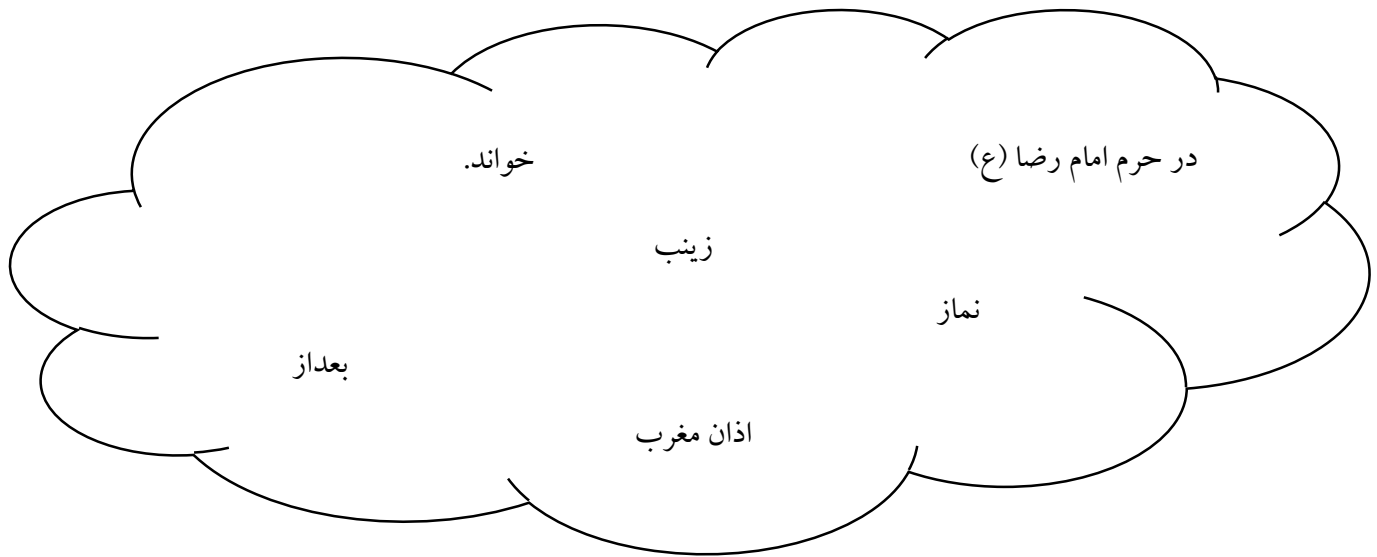 در حرم امام رضا (ع)
خواند.
زینب
نماز
بعداز
اذان مغرب